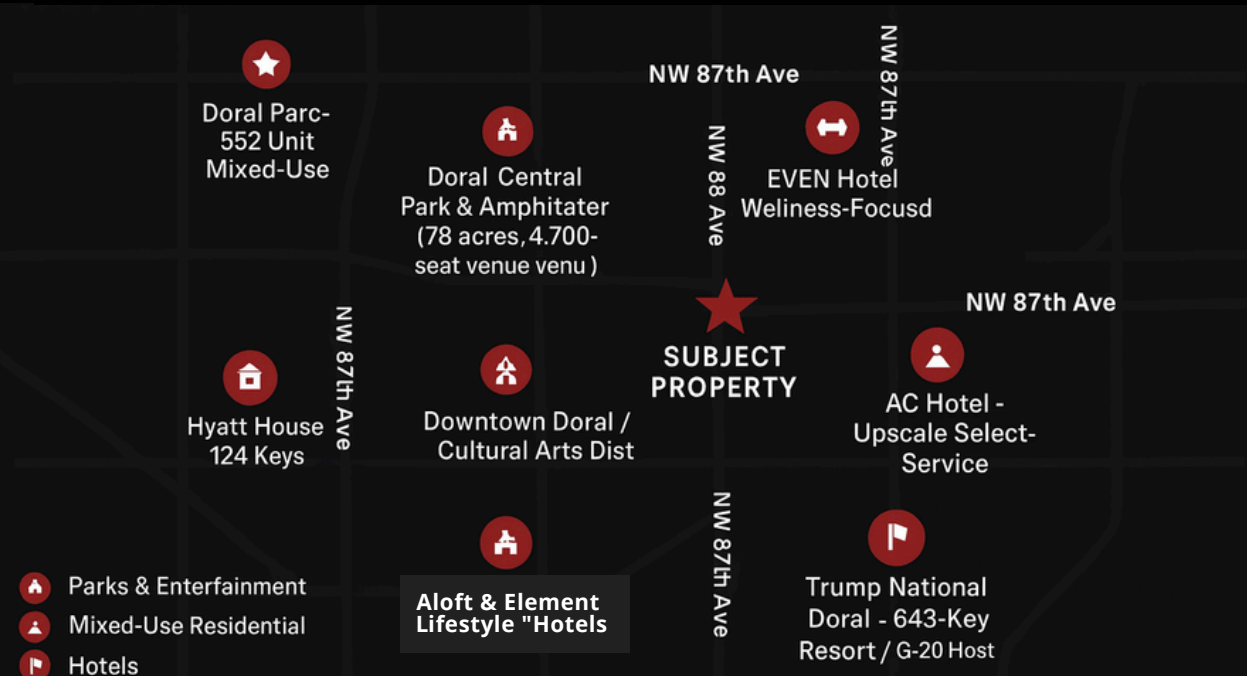 NW 87th Ave
NW 87th Ave
Doral Parc-
552 Unit
Mixed-Use
Doral Central
Park & Amphitater
(78 acres, 4.700-
seat venue venu )
NW 88 Ave
EVEN Hotel
Weliness-Focusd
NW 87th Ave
SUBJECT
PROPERTY
NW 87th Ave
Hyatt House
124 Keys
Downtown Doral /
Cultural Arts Dist
AC Hotel -
Upscale Select-
Service
NW 87th Ave
Aloft & Element
Lifestyle "Hotels
Trump National
Doral - 643-Key
Resort / G-20 Host
Parks & Enterfainment
Mixed-Use Residential
Hotels